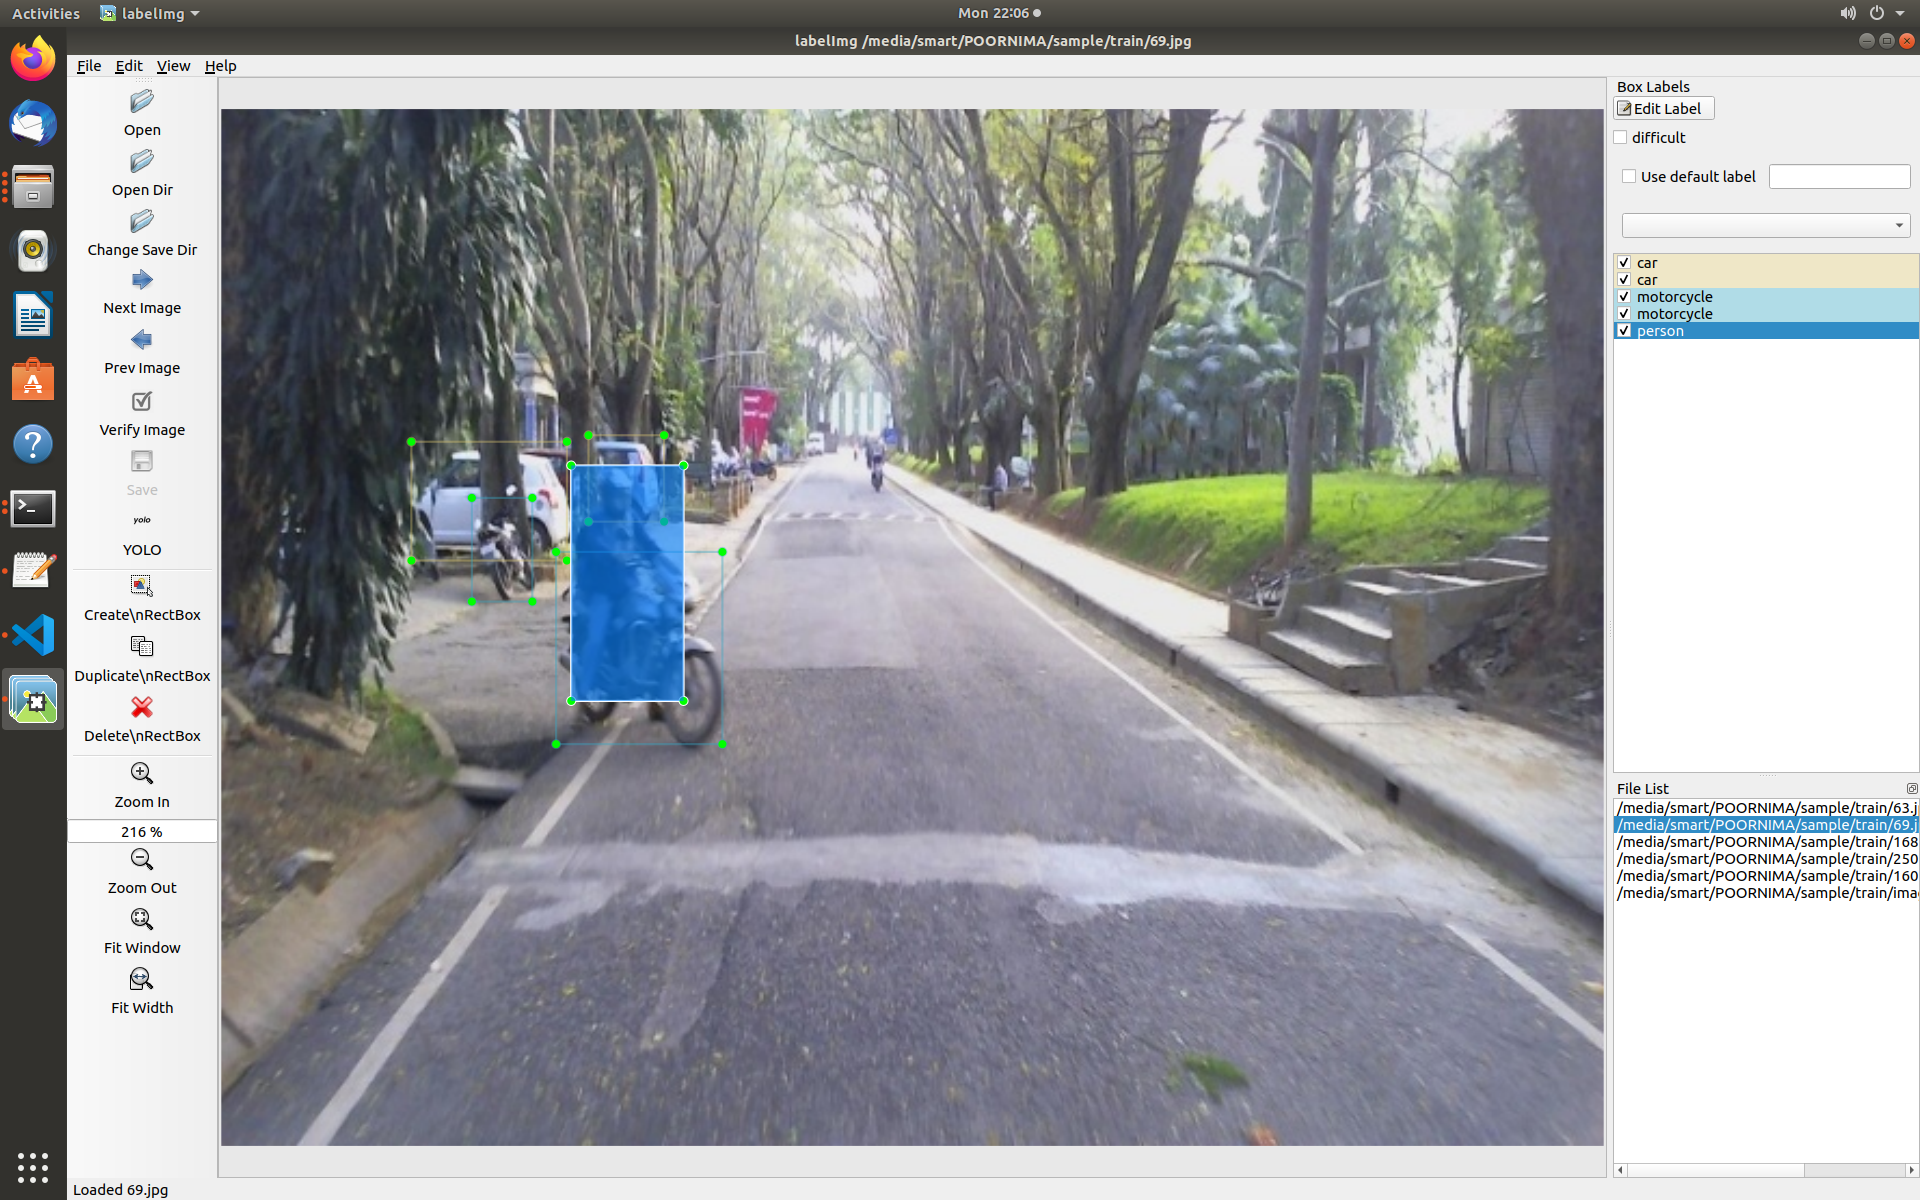 Activities
labelImg
Mon 22:06
labelImg /media/smart/POORNIMA/sample/train/69.jpg
File Edit View Help
Open
Open Dir
Change Save Dir
Next Image
Prev Image
Verify Image
Save
yolo
YOLO
Create\nRectBox
Duplicate\nRectBox
Delete\nRectBox
Zoom In
216 %
Zoom Out
Fit Window
Fit Width
Loaded 69.jpg
Box Labels
Edit Label
difficult
Use default label
car
car
motorcycle
motorcycle
person
File List
/media/smart/POORNIMA/sample/train/63.j
/media/smart/POORNIMA/sample/train/69.j
/media/smart/POORNIMA/sample/train/168
/media/smart/POORNIMA/sample/train/250
/media/smart/POORNIMA/sample/train/160
/media/smart/POORNIMA/sample/train/ima